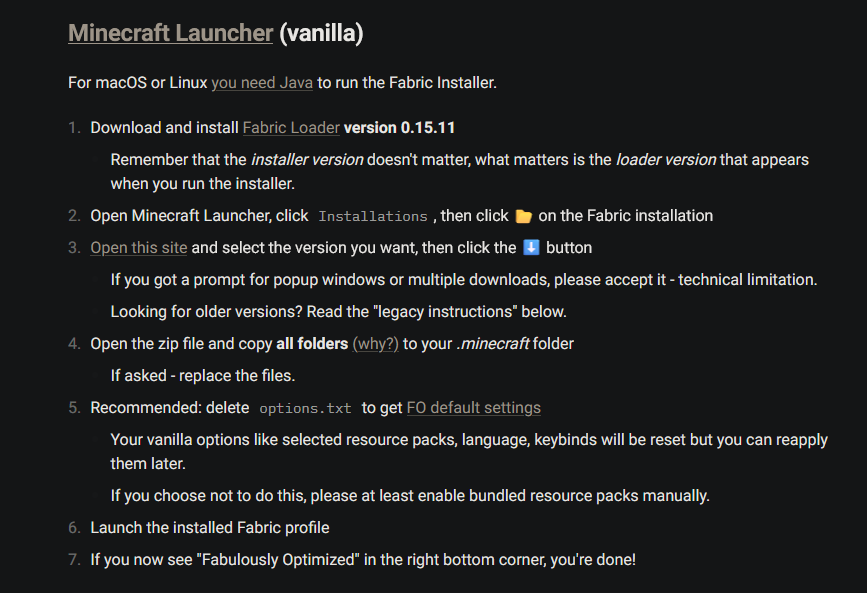 Minecraft Launcher (vanilla)
For macOS or Linux you need Java to run the Fabric Installer.
1. Download and install Fabric Loader version 0.15.11
Remember that the installer version doesn't matter, what matters is the loader version that appears
when you run the installer.
2. Open Minecraft Launcher, click Installations , then click 📂 on the Fabric installation
3. Open this site and select the version you want, then click the ⬇️ button
If you got a prompt for popup windows or multiple downloads, please accept it - technical limitation.
Looking for older versions? Read the "legacy instructions" below.
4. Open the zip file and copy all folders (why?) to your .minecraft folder
If asked - replace the files.
5. Recommended: delete options.txt to get FO default settings
Your vanilla options like selected resource packs, language, keybinds will be reset but you can reapply
them later.
If you choose not to do this, please at least enable bundled resource packs manually.
6. Launch the installed Fabric profile
7. If you now see "Fabulously Optimized" in the right bottom corner, you're done!